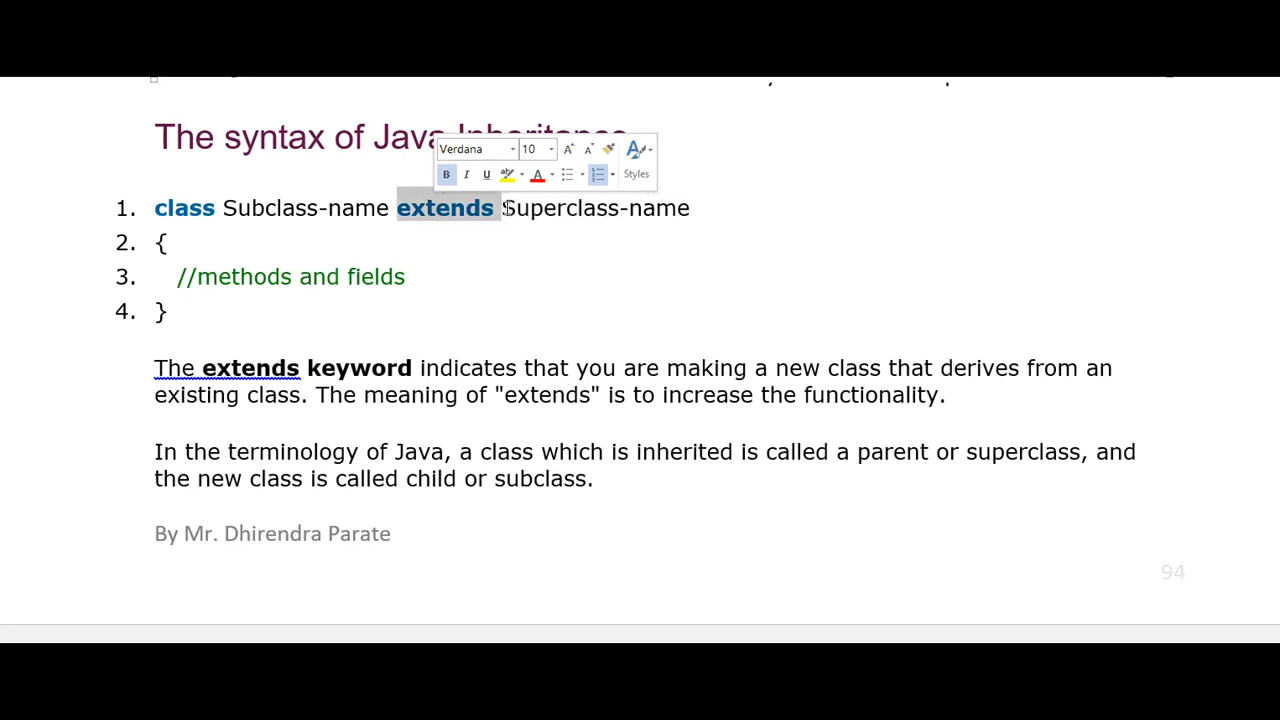 The syntax of Java Inheritance
Verdana 10
B I U ab A Styles
1. class Subclass-name extends Superclass-name
2. {
3. //methods and fields
4. }
The extends keyword indicates that you are making a new class that derives from an
existing class. The meaning of "extends" is to increase the functionality.
In the terminology of Java, a class which is inherited is called a parent or superclass, and
the new class is called child or subclass.
By Mr. Dhirendra Parate
94